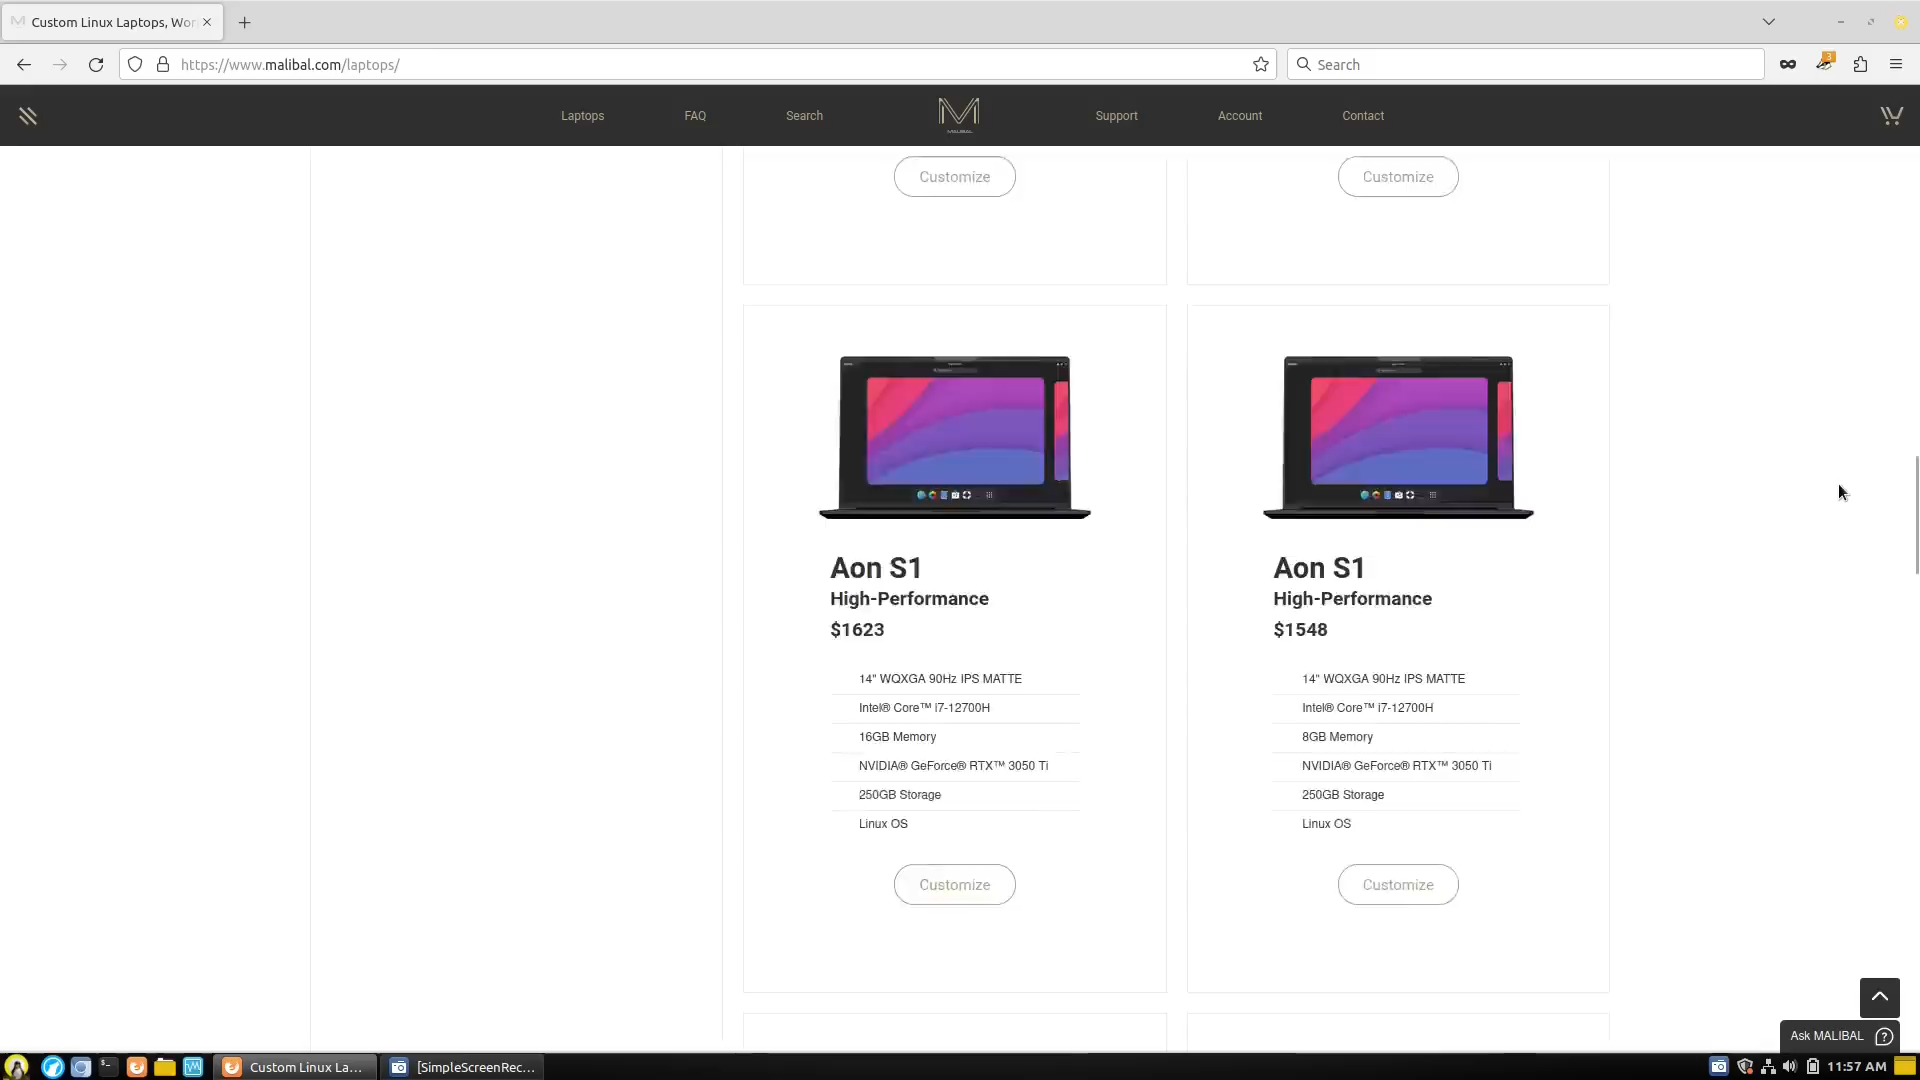 Custom Linux Laptops, Wor
https://www.malibal.com/laptops/
Search
3
Laptops
FAQ
Search
MALIBAL
Support
Account
Contact
Customize
Customize
Aon S1
High-Performance
$1623
14" WQXGA 90Hz IPS MATTE
Intel® Core™ i7-12700H
16GB Memory
NVIDIA® GeForce® RTX™ 3050 Ti
250GB Storage
Linux OS
Customize
Aon S1
High-Performance
$1548
14" WQXGA 90Hz IPS MATTE
Intel® Core™ i7-12700H
8GB Memory
NVIDIA® GeForce® RTX™ 3050 Ti
250GB Storage
Linux OS
Customize
Ask MALIBAL
Custom Linux La...
[SimpleScreenRec...
11:57 AM